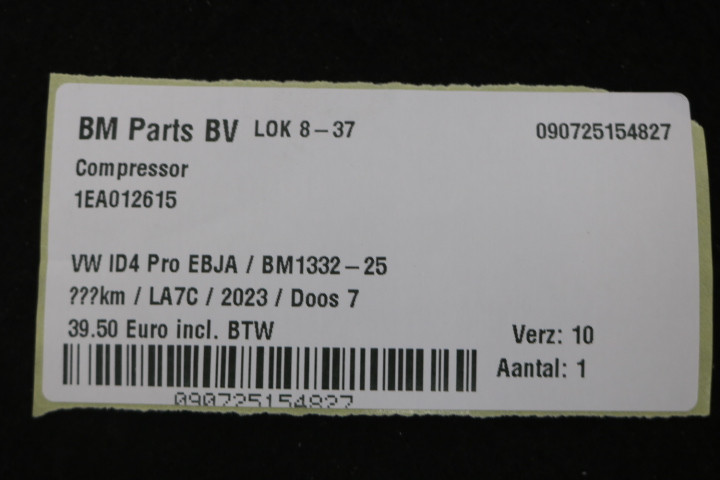 BM Parts BV LOK 8-37 090725154827
Compressor
1EA012615
VW ID4 Pro EBJA / BM1332-25
???km / LA7C / 2023 / Doos 7
39.50 Euro incl. BTW Verz: 10
Aantal: 1
090725154827